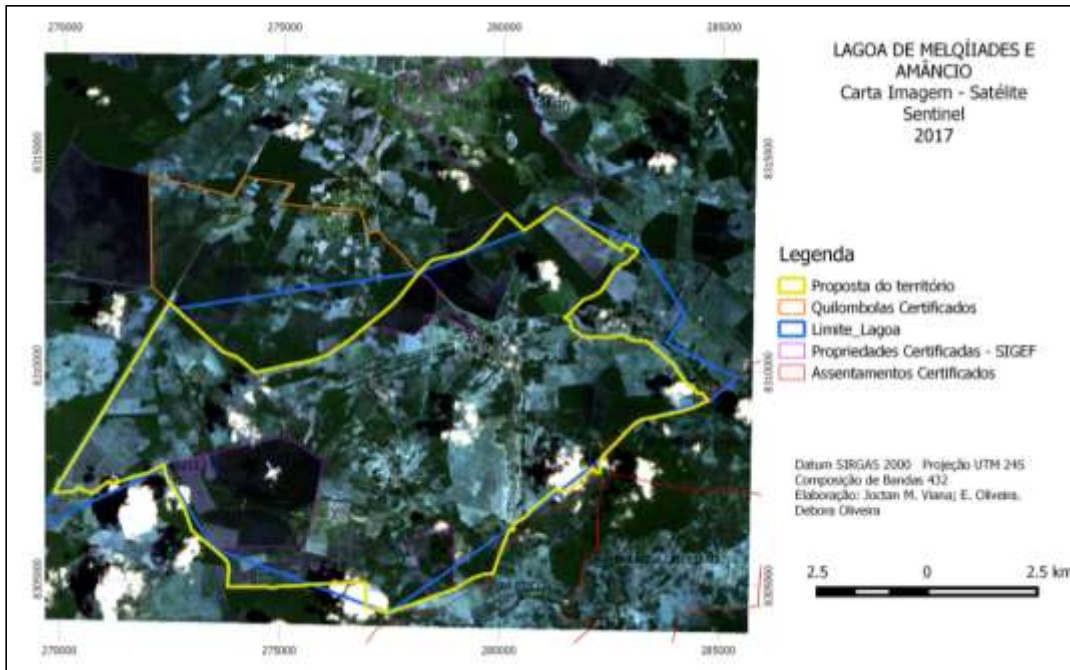 270000
275000
280000
285000
LAGOA DE MELQÍIADES E
AMÂNCIO
Carta Imagem - Satélite
Sentinel
2017
8315000
8315000
Legenda
Proposta do território
Quilombolas Certificados
Limite_Lagoa
Propriedades Certificadas - SIGEF
Assentamentos Certificados
8310000
8310000
Datum SIRGAS 2000 Projeção UTM 24S
Composição de Bandas 432
Elaboração: Joctan M. Viana; E. Oliveira.
Debora Oliveira
8305000
8305000
2.5
0
2.5 km
270000
275000
280000
285000